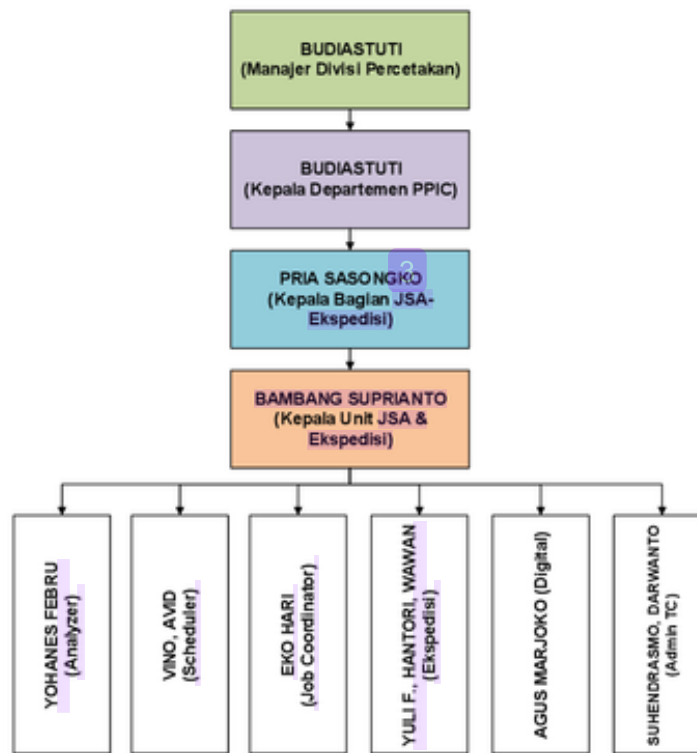 BUDIASTUTI
(Manajer Divisi Percetakan)
BUDIASTUTI
(Kepala Departemen PPIC)
3
PRIA SASONGKO
(Kepala Bagian JSA-
Ekspedisi)
BAMBANG SUPRIANTO
(Kepala Unit JSA &
Ekspedisi)
YOHANES FEBRU
(Analyzer)
VINO, AVID
(Scheduler)
EKO HARI
(Job Coordinator)
YULI F., HANTORI, WAWAN
(Ekspedisi)
AGUS MARJOKO (Digital)
SUHENDRASMO, DARWANTO
(Admin TC)